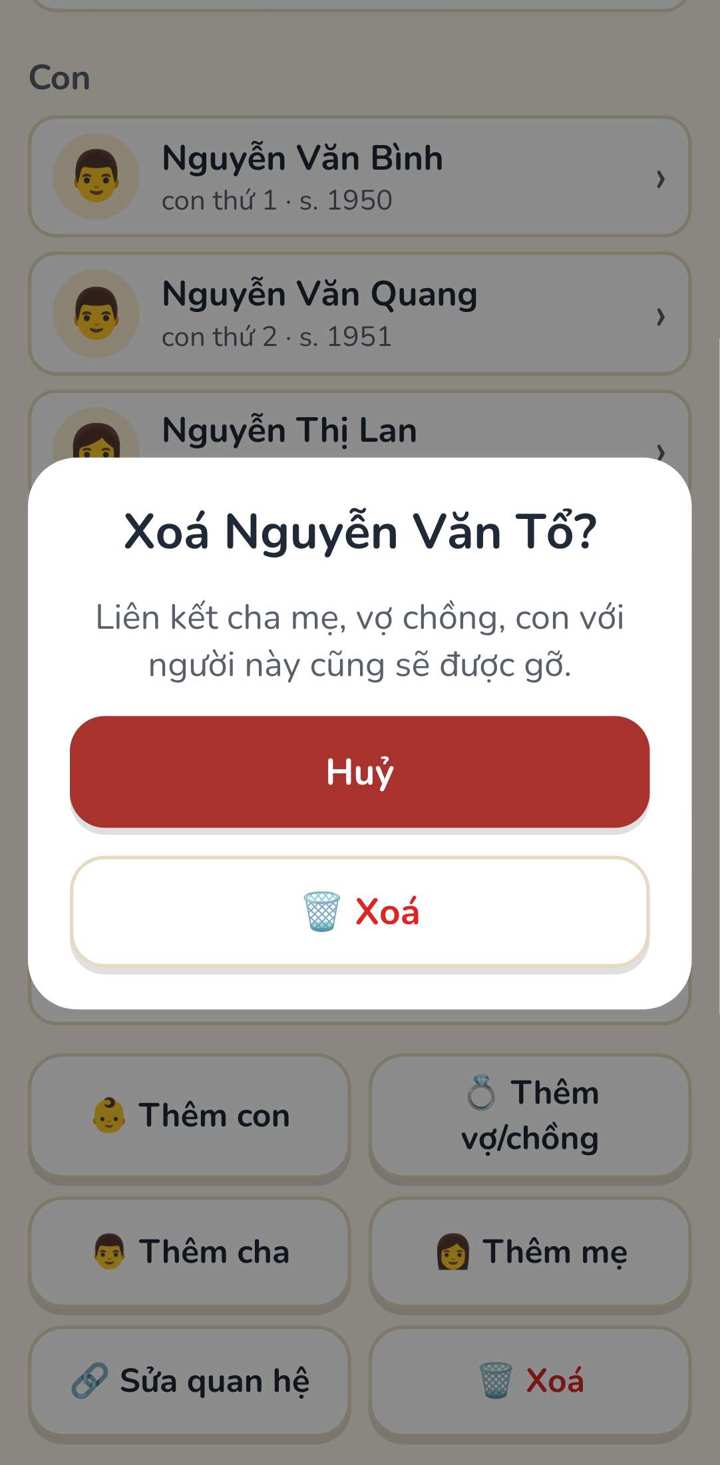 Con
Nguyễn Văn Bình
con thứ 1 · s. 1950
Nguyễn Văn Quang
con thứ 2 · s. 1951
Nguyễn Thị Lan
Xoá Nguyễn Văn Tổ?
Liên kết cha mẹ, vợ chồng, con với
người này cũng sẽ được gỡ.
Huỷ
Xoá
Thêm con
Thêm
vợ/chồng
Thêm cha
Thêm mẹ
Sửa quan hệ
Xoá